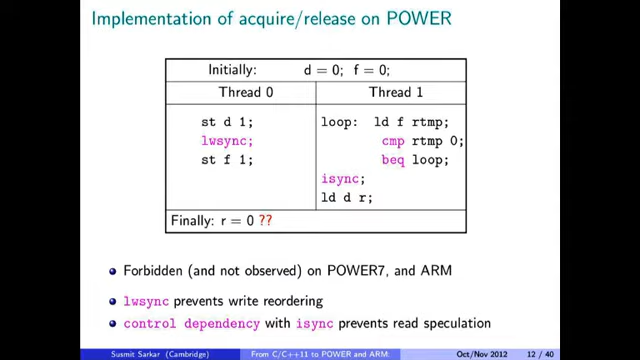 Implementation of acquire/release on POWER
Initially: d = 0; f = 0;
Thread 0 Thread 1
st d 1; loop: ld f rtmp;
lwsync; cmp rtmp 0;
st f 1; beq loop;
isync;
ld d r;
Finally: r = 0 ??
Forbidden (and not observed) on POWER7, and ARM
lwsync prevents write reordering
control dependency with isync prevents read speculation
Susmit Sarkar (Cambridge) From C/C++11 to POWER and ARM: Oct/Nov 2012 12 / 40